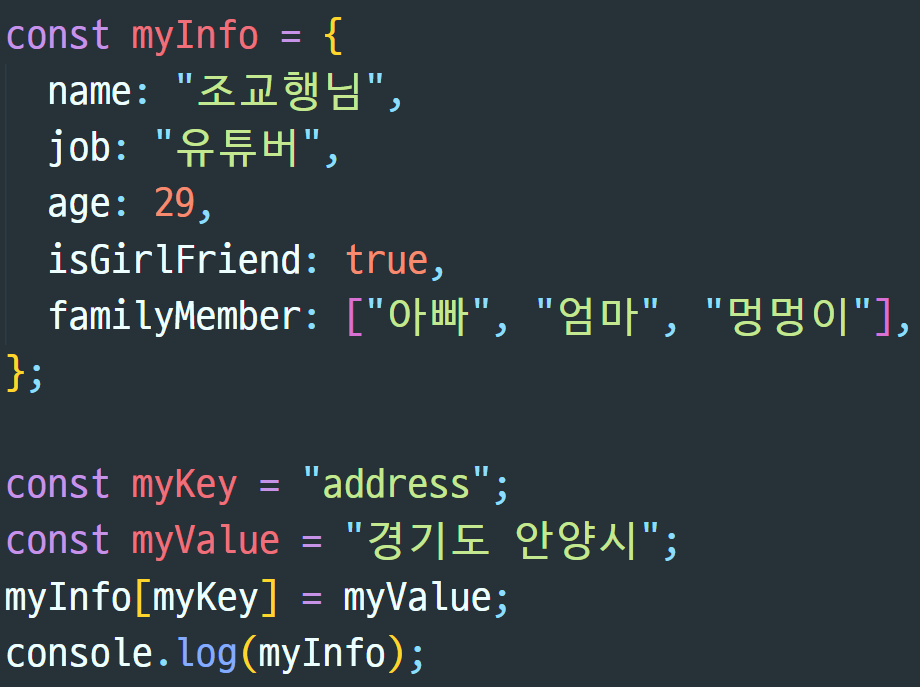 const myInfo = {
  name: "조교행님",
  job: "유튜버",
  age: 29,
  isGirlFriend: true,
  familyMember: ["아빠", "엄마", "멍멍이"],
};

const myKey = "address";
const myValue = "경기도 안양시";
myInfo[myKey] = myValue;
console.log(myInfo);